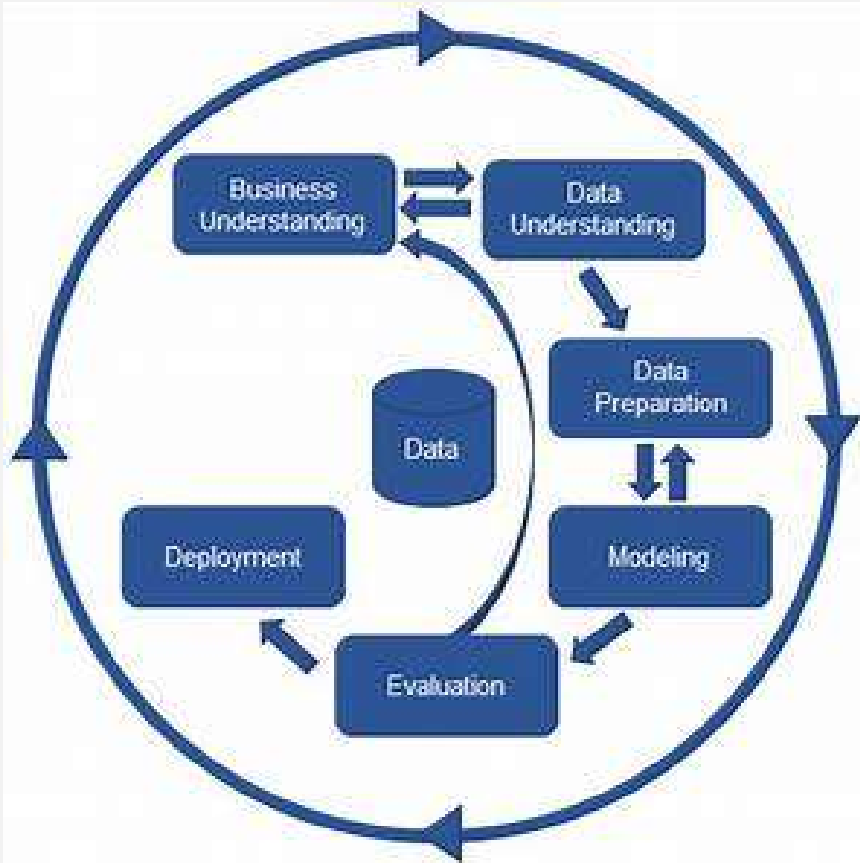 Business
Understanding
Data
Understanding
Data
Preparation
Data
Modeling
Deployment
Evaluation